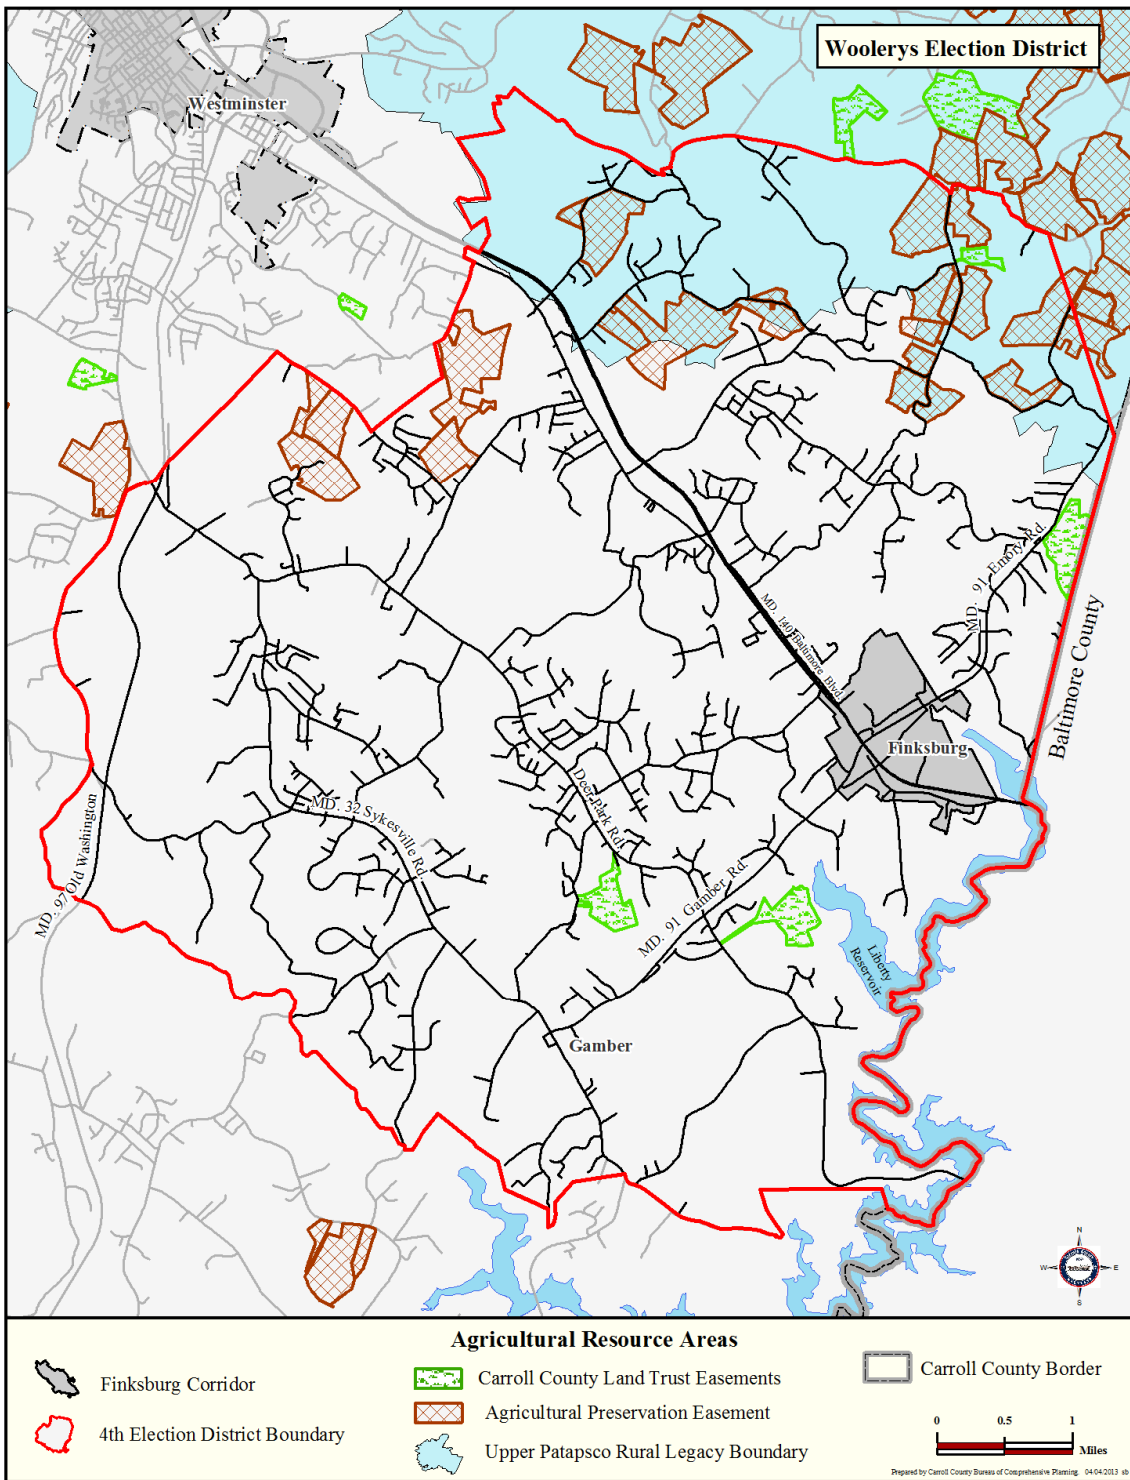 Woolerys Election District
Westminster
MD. 91 Emory Rd.
MD. 140 Baltimore Blvd
Baltimore County
Finksburg
Deer Park Rd.
MD. 32 Sykesville Rd.
MD. 97 Old Washington
MD. 91 Gamber Rd.
Liberty
Reservoir
Gamber
N
W
E
S
Agricultural Resource Areas
Finksburg Corridor
4th Election District Boundary
Carroll County Land Trust Easements
Agricultural Preservation Easement
Upper Patapsco Rural Legacy Boundary
Carroll County Border
0 0.5 1
Miles
Prepared by Carroll County Bureau of Comprehensive Planning 04/04/2013 sb